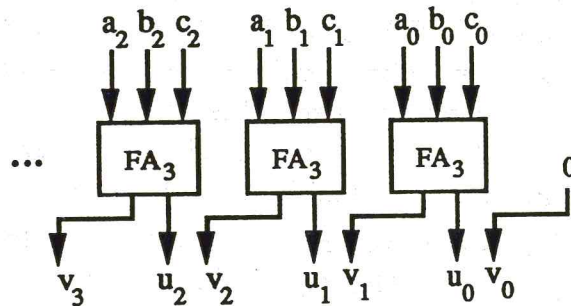 a₂ b₂ c₂ a₁ b₁ c₁ a₀ b₀ c₀
... FA₃ FA₃ FA₃ 0
v₃ u₂ v₂ u₁ v₁ u₀ v₀